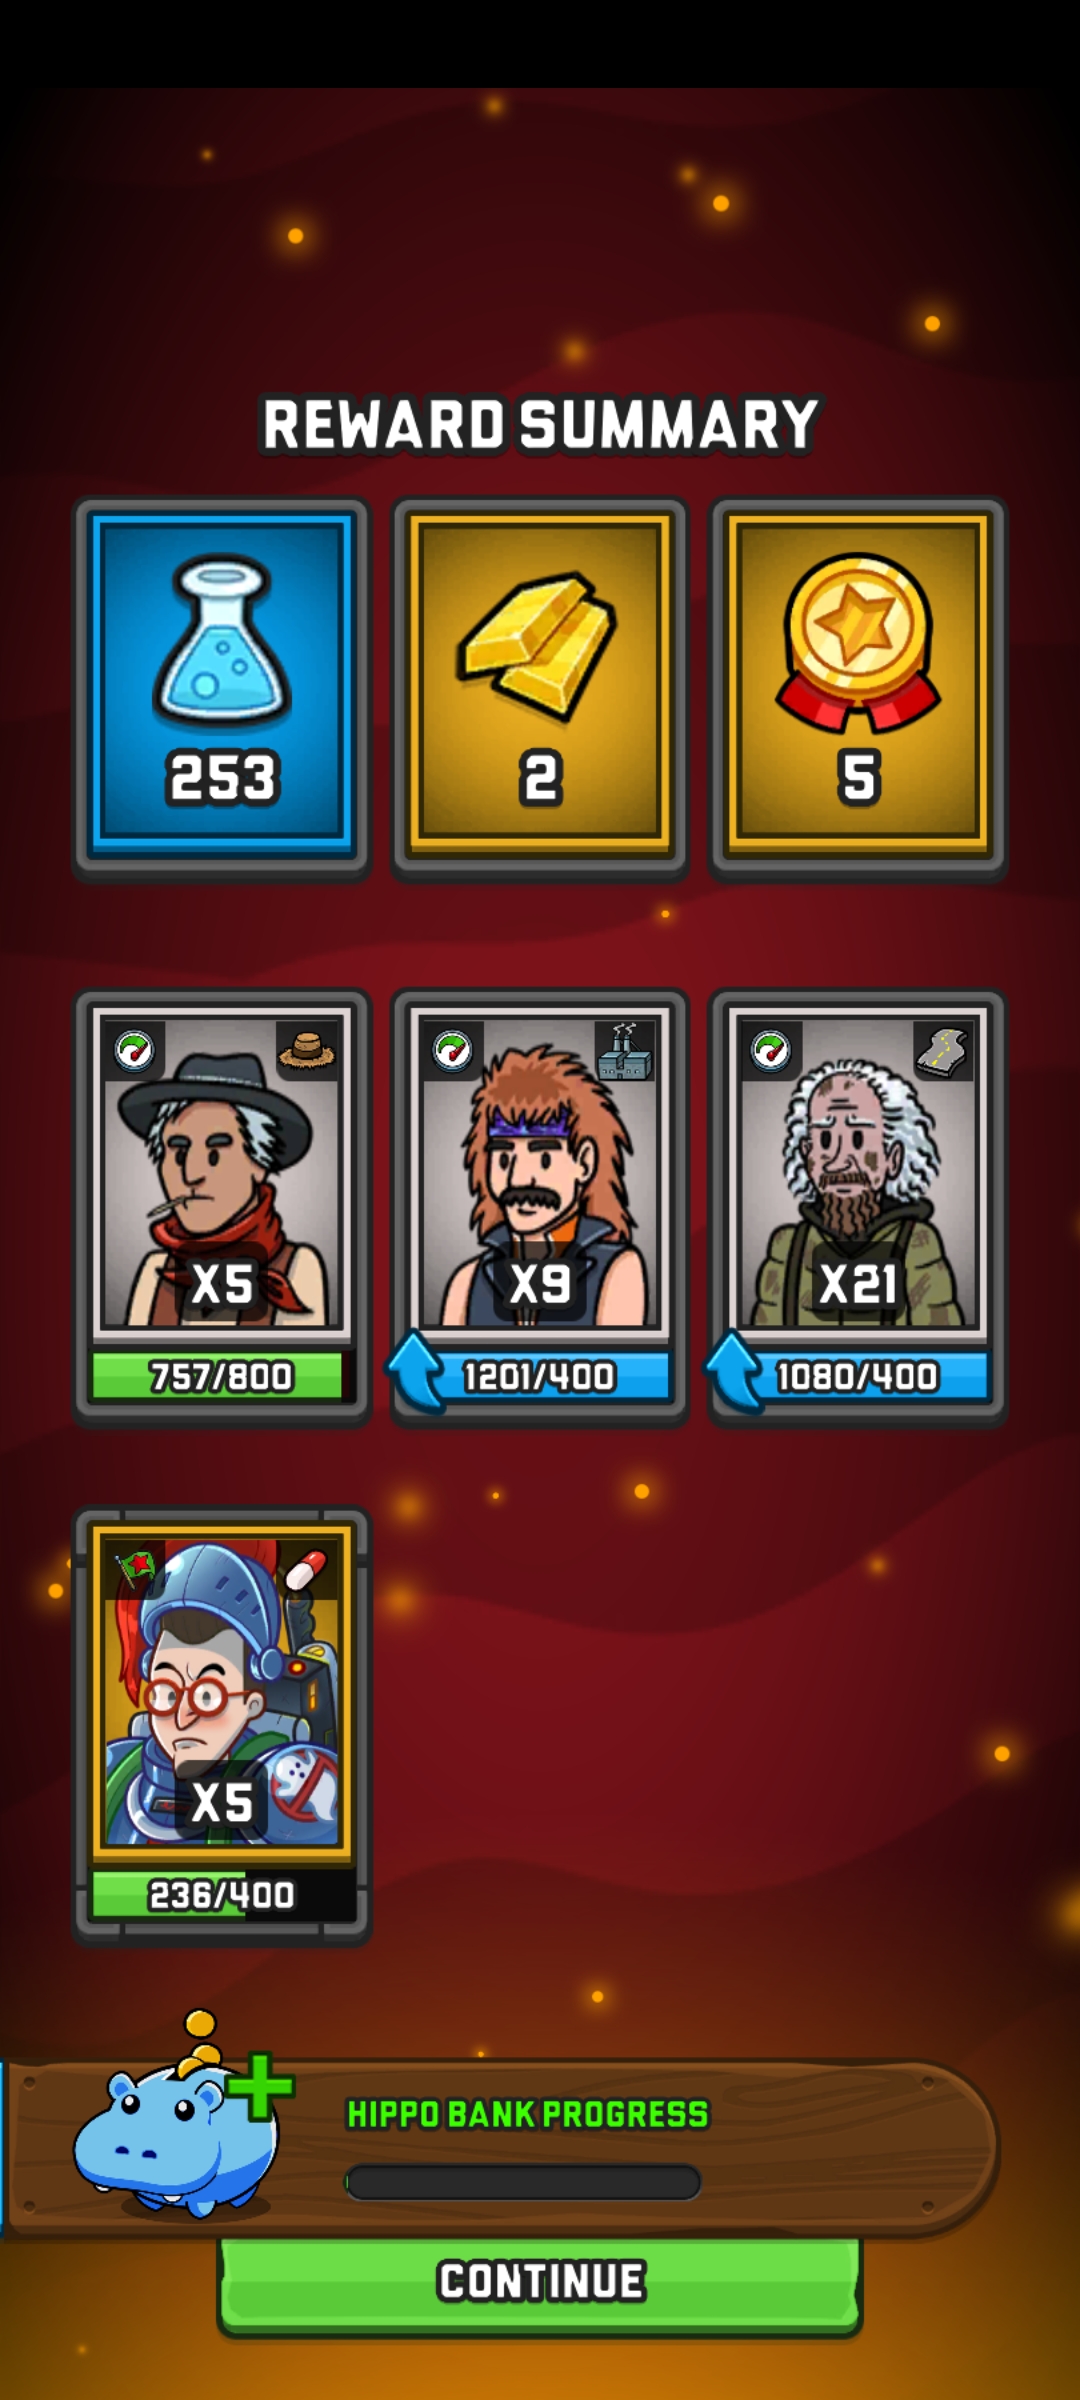 REWARD SUMMARY
253
2
5
X5
X9
X21
757/800
1201/400
1080/400
X5
236/400
HIPPO BANK PROGRESS
CONTINUE